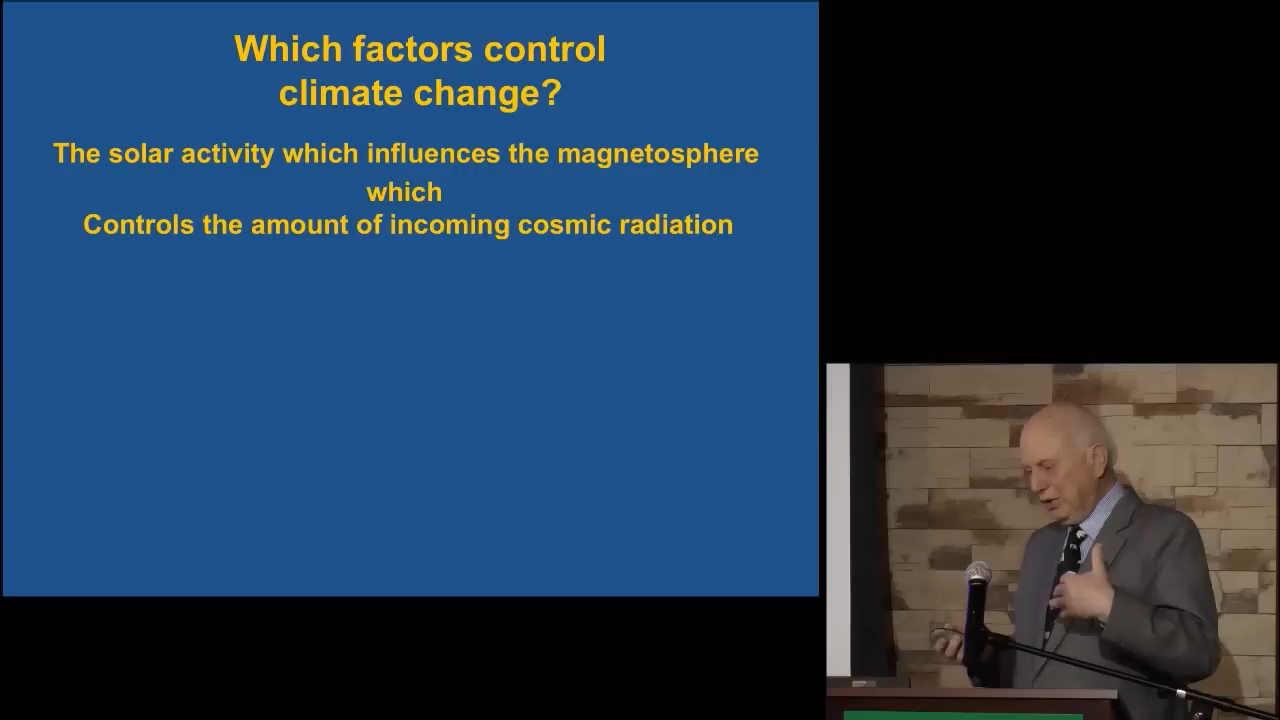 Which factors control
climate change?
The solar activity which influences the magnetosphere
which
Controls the amount of incoming cosmic radiation